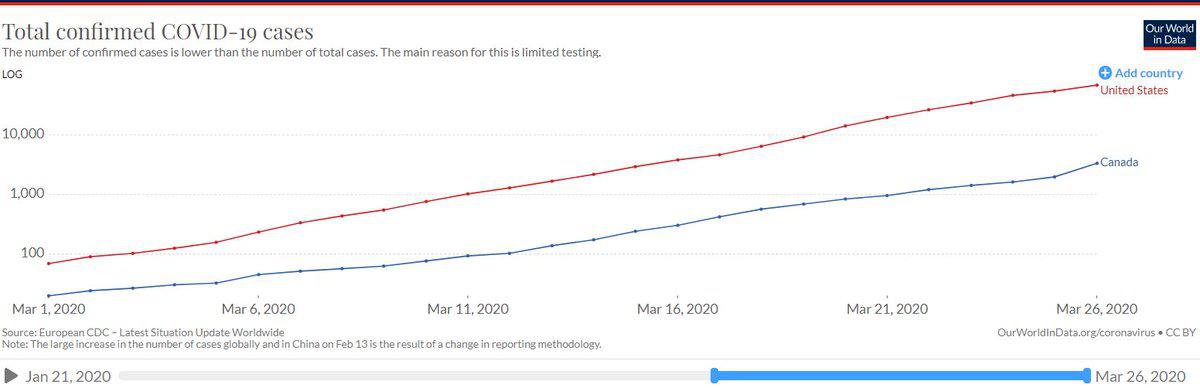 Total confirmed COVID-19 cases
The number of confirmed cases is lower than the number of total cases. The main reason for this is limited testing.
Our World
in Data
LOG
Add country
United States
10,000
Canada
1,000
100
Mar 1, 2020
Mar 6, 2020
Mar 11, 2020
Mar 16, 2020
Mar 21, 2020
Mar 26, 2020
Source: European CDC – Latest Situation Update Worldwide
OurWorldInData.org/coronavirus • CC BY
Note: The large increase in the number of cases globally and in China on Feb 13 is the result of a change in reporting methodology.
Jan 21, 2020
Mar 26, 2020